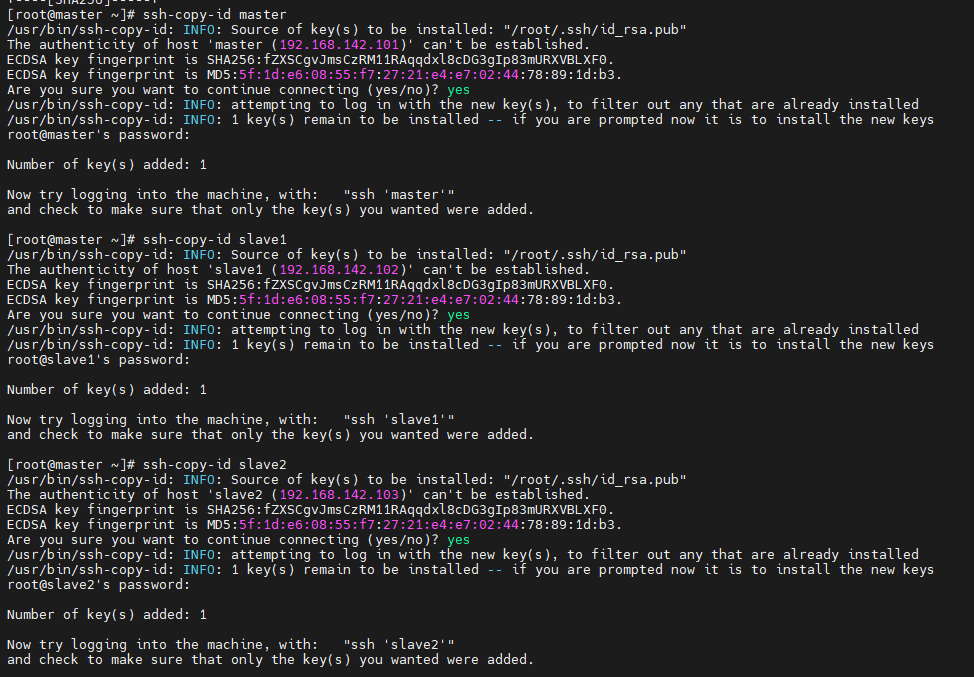 [root@master ~]# ssh-copy-id master
/usr/bin/ssh-copy-id: INFO: Source of key(s) to be installed: "/root/.ssh/id_rsa.pub"
The authenticity of host 'master (192.168.142.101)' can't be established.
ECDSA key fingerprint is SHA256:fZXSCgvJmsCzRM11RAqqdxl8cDG3gIp83mURXVBLXF0.
ECDSA key fingerprint is MD5:5f:1d:e6:08:55:f7:27:21:e4:e7:02:44:78:89:1d:b3.
Are you sure you want to continue connecting (yes/no)? yes
/usr/bin/ssh-copy-id: INFO: attempting to log in with the new key(s), to filter out any that are already installed
/usr/bin/ssh-copy-id: INFO: 1 key(s) remain to be installed -- if you are prompted now it is to install the new keys
root@master's password:
Number of key(s) added: 1
Now try logging into the machine, with:   "ssh 'master'"
and check to make sure that only the key(s) you wanted were added.
[root@master ~]# ssh-copy-id slave1
/usr/bin/ssh-copy-id: INFO: Source of key(s) to be installed: "/root/.ssh/id_rsa.pub"
The authenticity of host 'slave1 (192.168.142.102)' can't be established.
ECDSA key fingerprint is SHA256:fZXSCgvJmsCzRM11RAqqdxl8cDG3gIp83mURXVBLXF0.
ECDSA key fingerprint is MD5:5f:1d:e6:08:55:f7:27:21:e4:e7:02:44:78:89:1d:b3.
Are you sure you want to continue connecting (yes/no)? yes
/usr/bin/ssh-copy-id: INFO: attempting to log in with the new key(s), to filter out any that are already installed
/usr/bin/ssh-copy-id: INFO: 1 key(s) remain to be installed -- if you are prompted now it is to install the new keys
root@slave1's password:
Number of key(s) added: 1
Now try logging into the machine, with:   "ssh 'slave1'"
and check to make sure that only the key(s) you wanted were added.
[root@master ~]# ssh-copy-id slave2
/usr/bin/ssh-copy-id: INFO: Source of key(s) to be installed: "/root/.ssh/id_rsa.pub"
The authenticity of host 'slave2 (192.168.142.103)' can't be established.
ECDSA key fingerprint is SHA256:fZXSCgvJmsCzRM11RAqqdxl8cDG3gIp83mURXVBLXF0.
ECDSA key fingerprint is MD5:5f:1d:e6:08:55:f7:27:21:e4:e7:02:44:78:89:1d:b3.
Are you sure you want to continue connecting (yes/no)? yes
/usr/bin/ssh-copy-id: INFO: attempting to log in with the new key(s), to filter out any that are already installed
/usr/bin/ssh-copy-id: INFO: 1 key(s) remain to be installed -- if you are prompted now it is to install the new keys
root@slave2's password:
Number of key(s) added: 1
Now try logging into the machine, with:   "ssh 'slave2'"
and check to make sure that only the key(s) you wanted were added.